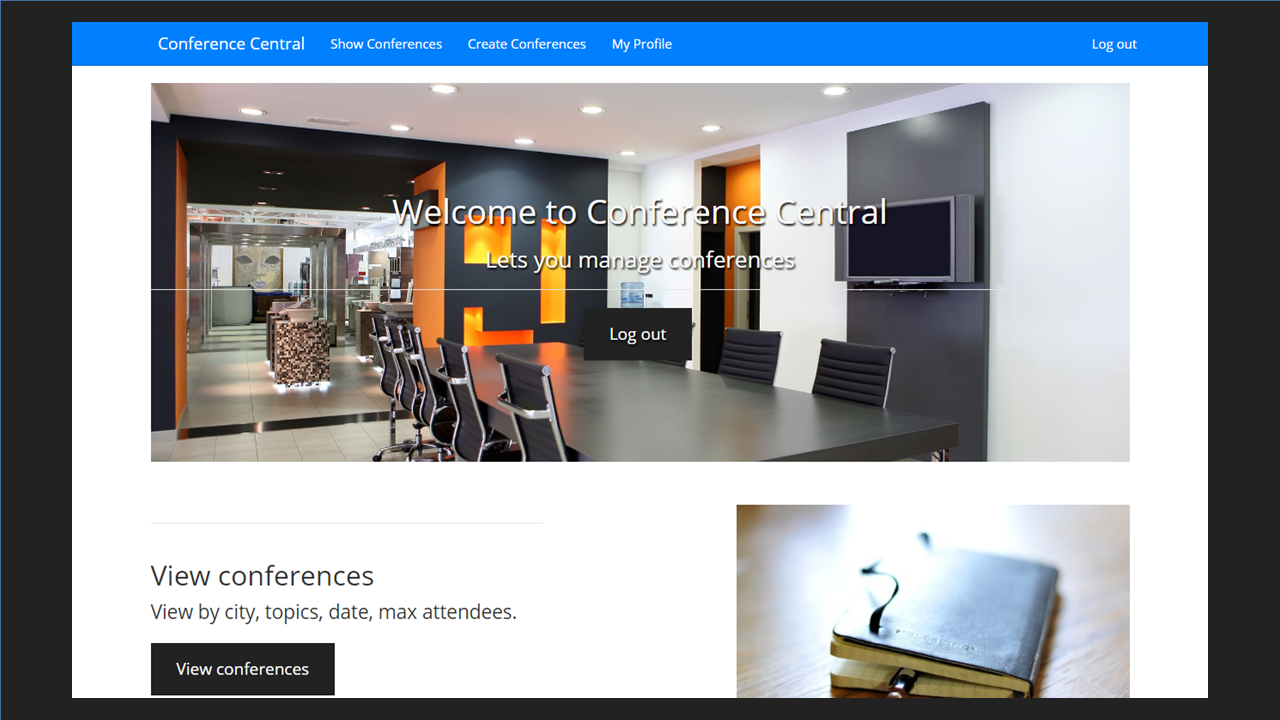 Conference Central Show Conferences Create Conferences My Profile Log out
Welcome to Conference Central
Lets you manage conferences
Log out
View conferences
View by city, topics, date, max attendees.
View conferences